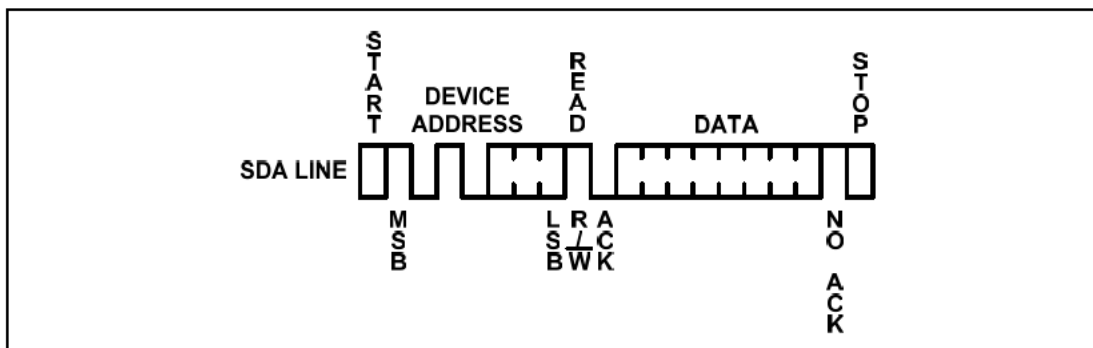 START
DEVICE
ADDRESS
READ
DATA
STOP
SDA LINE
MSB
LSB
R/W
ACK
NO ACK